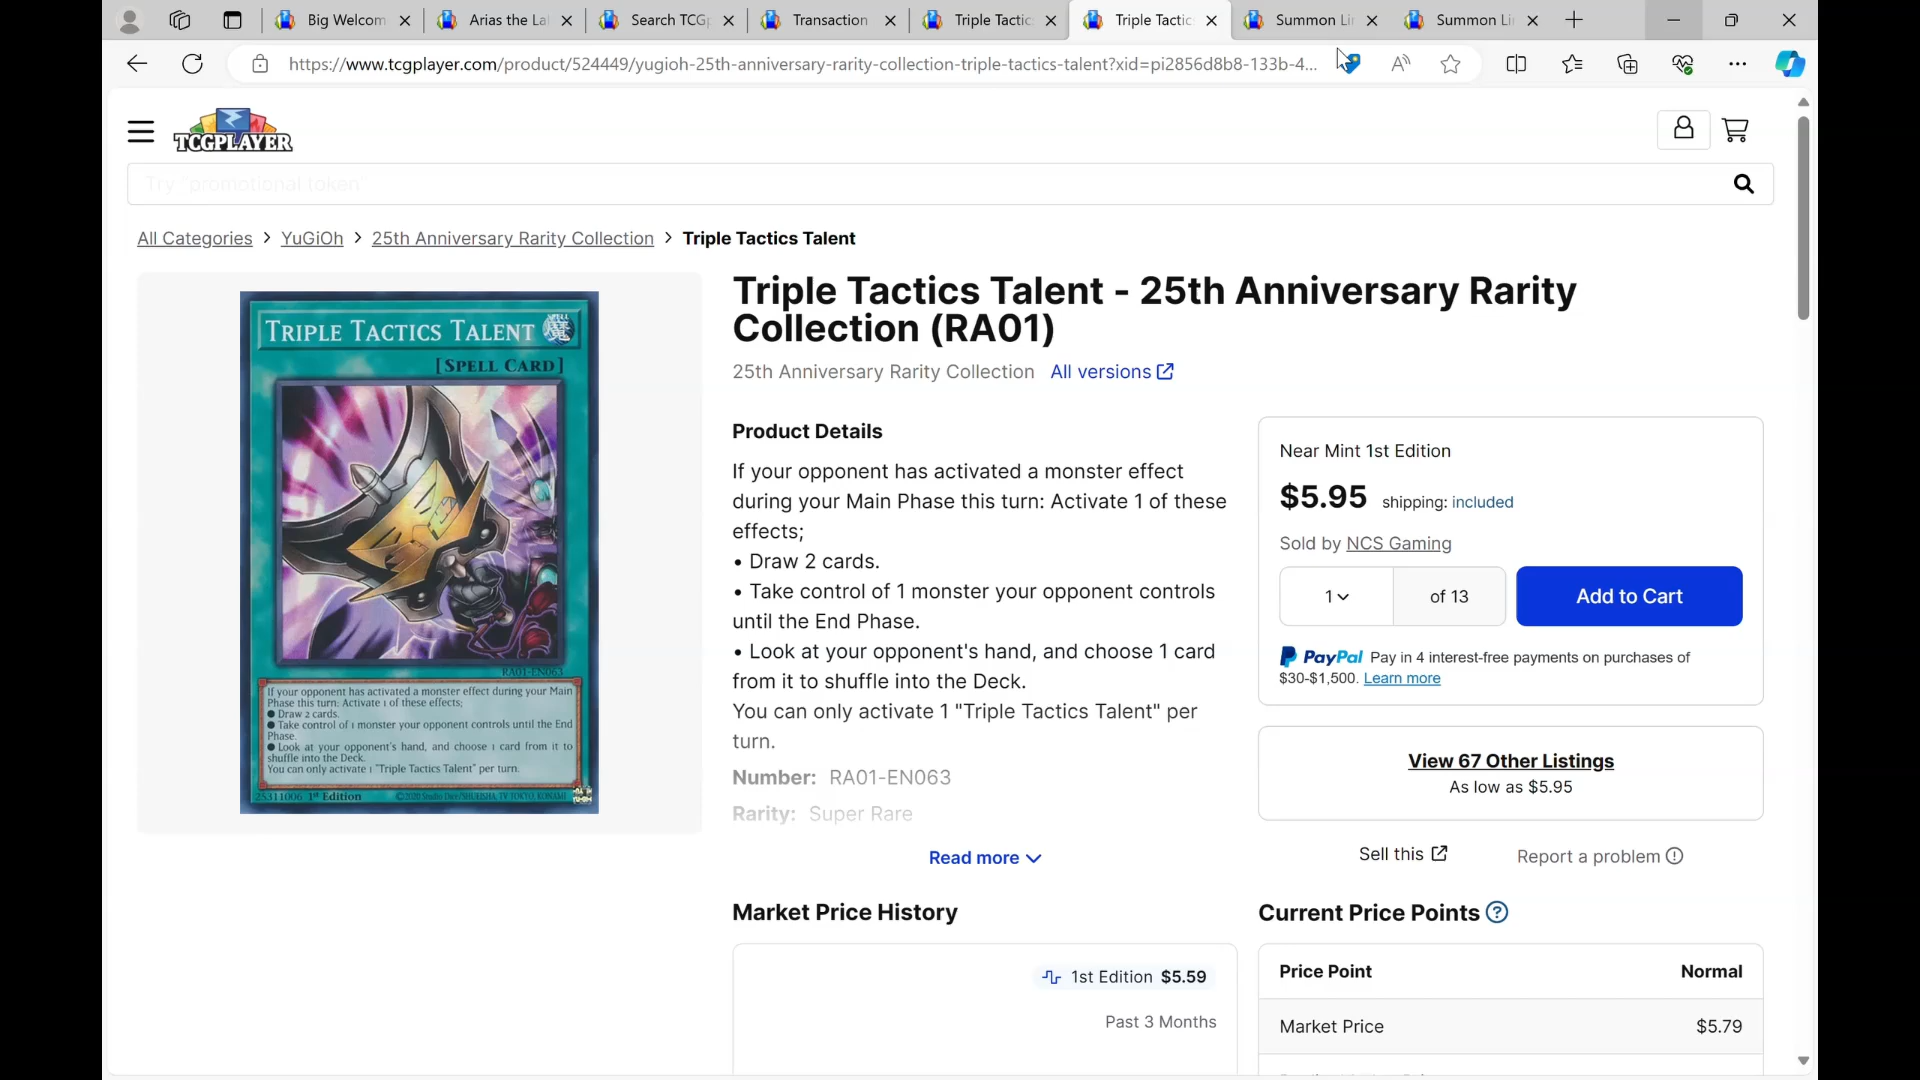 Big Welcom
Arias the La
Search TCG
Transaction
Triple Tactic
Triple Tactic
Summon Li
Summon Li
https://www.tcgplayer.com/product/524449/yugioh-25th-anniversary-rarity-collection-triple-tactics-talent?xid=pi2856d8b8-133b-4...
TCGPLAYER
Try "promotional token"
All Categories > YuGiOh > 25th Anniversary Rarity Collection > Triple Tactics Talent
TRIPLE TACTICS TALENT
SPELL
魔
[SPELL CARD]
RA01-EN063
If your opponent has activated a monster effect during your Main
Phase this turn: Activate 1 of these effects;
● Draw 2 cards.
● Take control of 1 monster your opponent controls until the End
Phase.
● Look at your opponent's hand, and choose 1 card from it to
shuffle into the Deck.
You can only activate 1 "Triple Tactics Talent" per turn.
25311006 1st Edition ©2020 Studio Dice/SHUEISHA, TV TOKYO, KONAMI
Triple Tactics Talent - 25th Anniversary Rarity
Collection (RA01)
25th Anniversary Rarity Collection All versions
Product Details
If your opponent has activated a monster effect
during your Main Phase this turn: Activate 1 of these
effects;
• Draw 2 cards.
• Take control of 1 monster your opponent controls
until the End Phase.
• Look at your opponent's hand, and choose 1 card
from it to shuffle into the Deck.
You can only activate 1 "Triple Tactics Talent" per
turn.
Number: RA01-EN063
Rarity: Super Rare
Read more
Near Mint 1st Edition
$5.95 shipping: included
Sold by NCS Gaming
1 of 13 Add to Cart
PayPal Pay in 4 interest-free payments on purchases of
$30-$1,500. Learn more
View 67 Other Listings
As low as $5.95
Sell this Report a problem
Market Price History
1st Edition $5.59
Past 3 Months
Current Price Points ?
Price Point Normal
Market Price $5.79